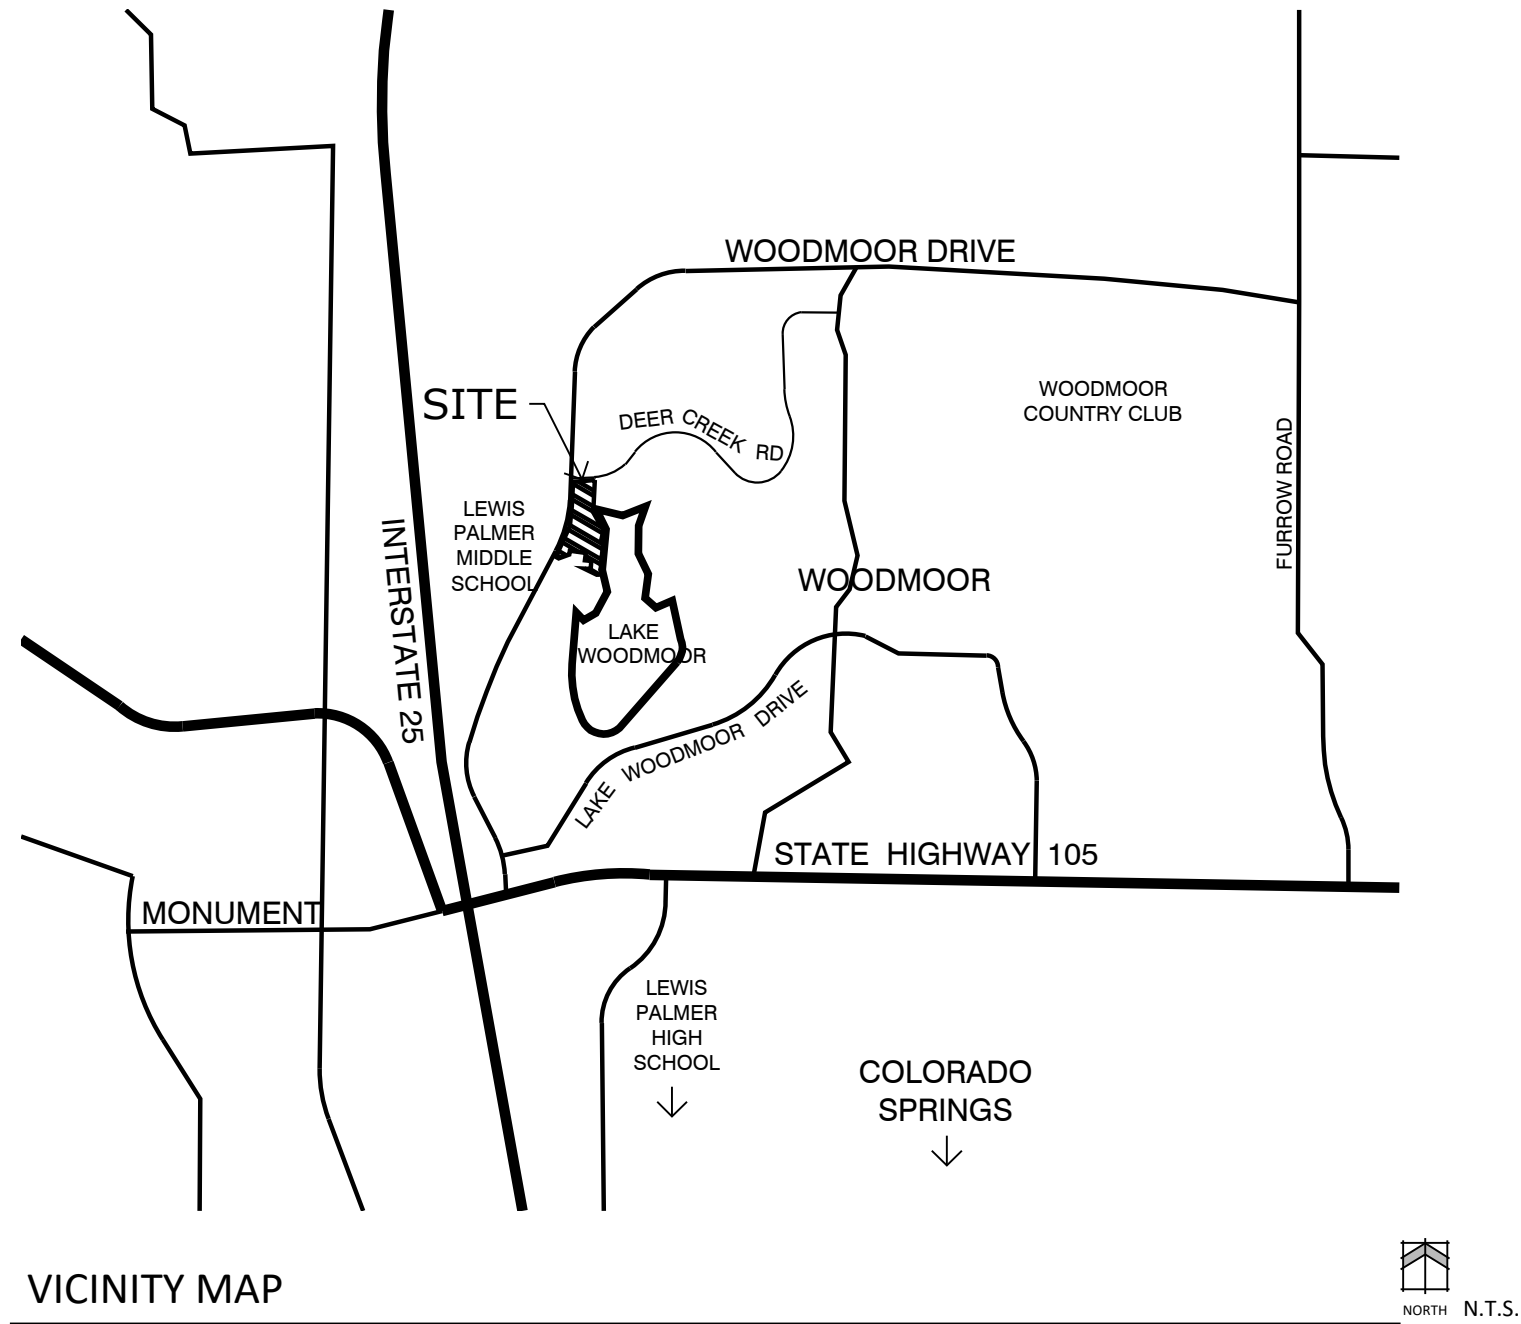 WOODMOOR DRIVE
SITE
DEER CREEK RD
WOODMOOR
COUNTRY CLUB
FURROW ROAD
LEWIS
PALMER
MIDDLE
SCHOOL
INTERSTATE 25
WOODMOOR
LAKE
WOODMOOR
LAKE WOODMOOR DRIVE
STATE HIGHWAY 105
MONUMENT
LEWIS
PALMER
HIGH
SCHOOL
COLORADO
SPRINGS
VICINITY MAP
NORTH
N.T.S.